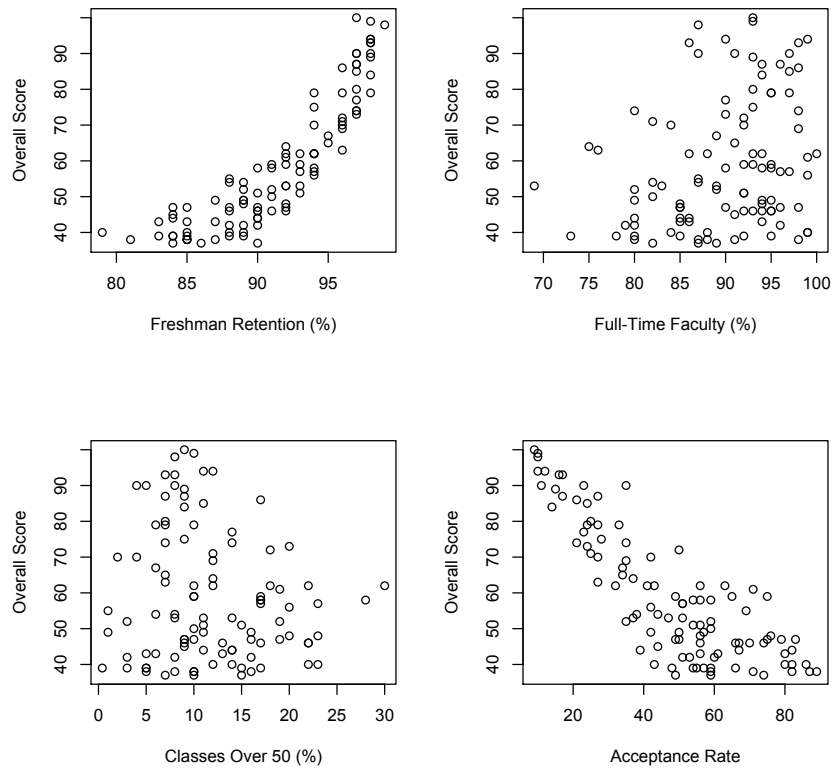 Overall Score
40 50 60 70 80 90
80 85 90 95
Freshman Retention (%)
Overall Score
40 50 60 70 80 90
70 75 80 85 90 95 100
Full-Time Faculty (%)
Overall Score
40 50 60 70 80 90
0 5 10 15 20 25 30
Classes Over 50 (%)
Overall Score
40 50 60 70 80 90
20 40 60 80
Acceptance Rate